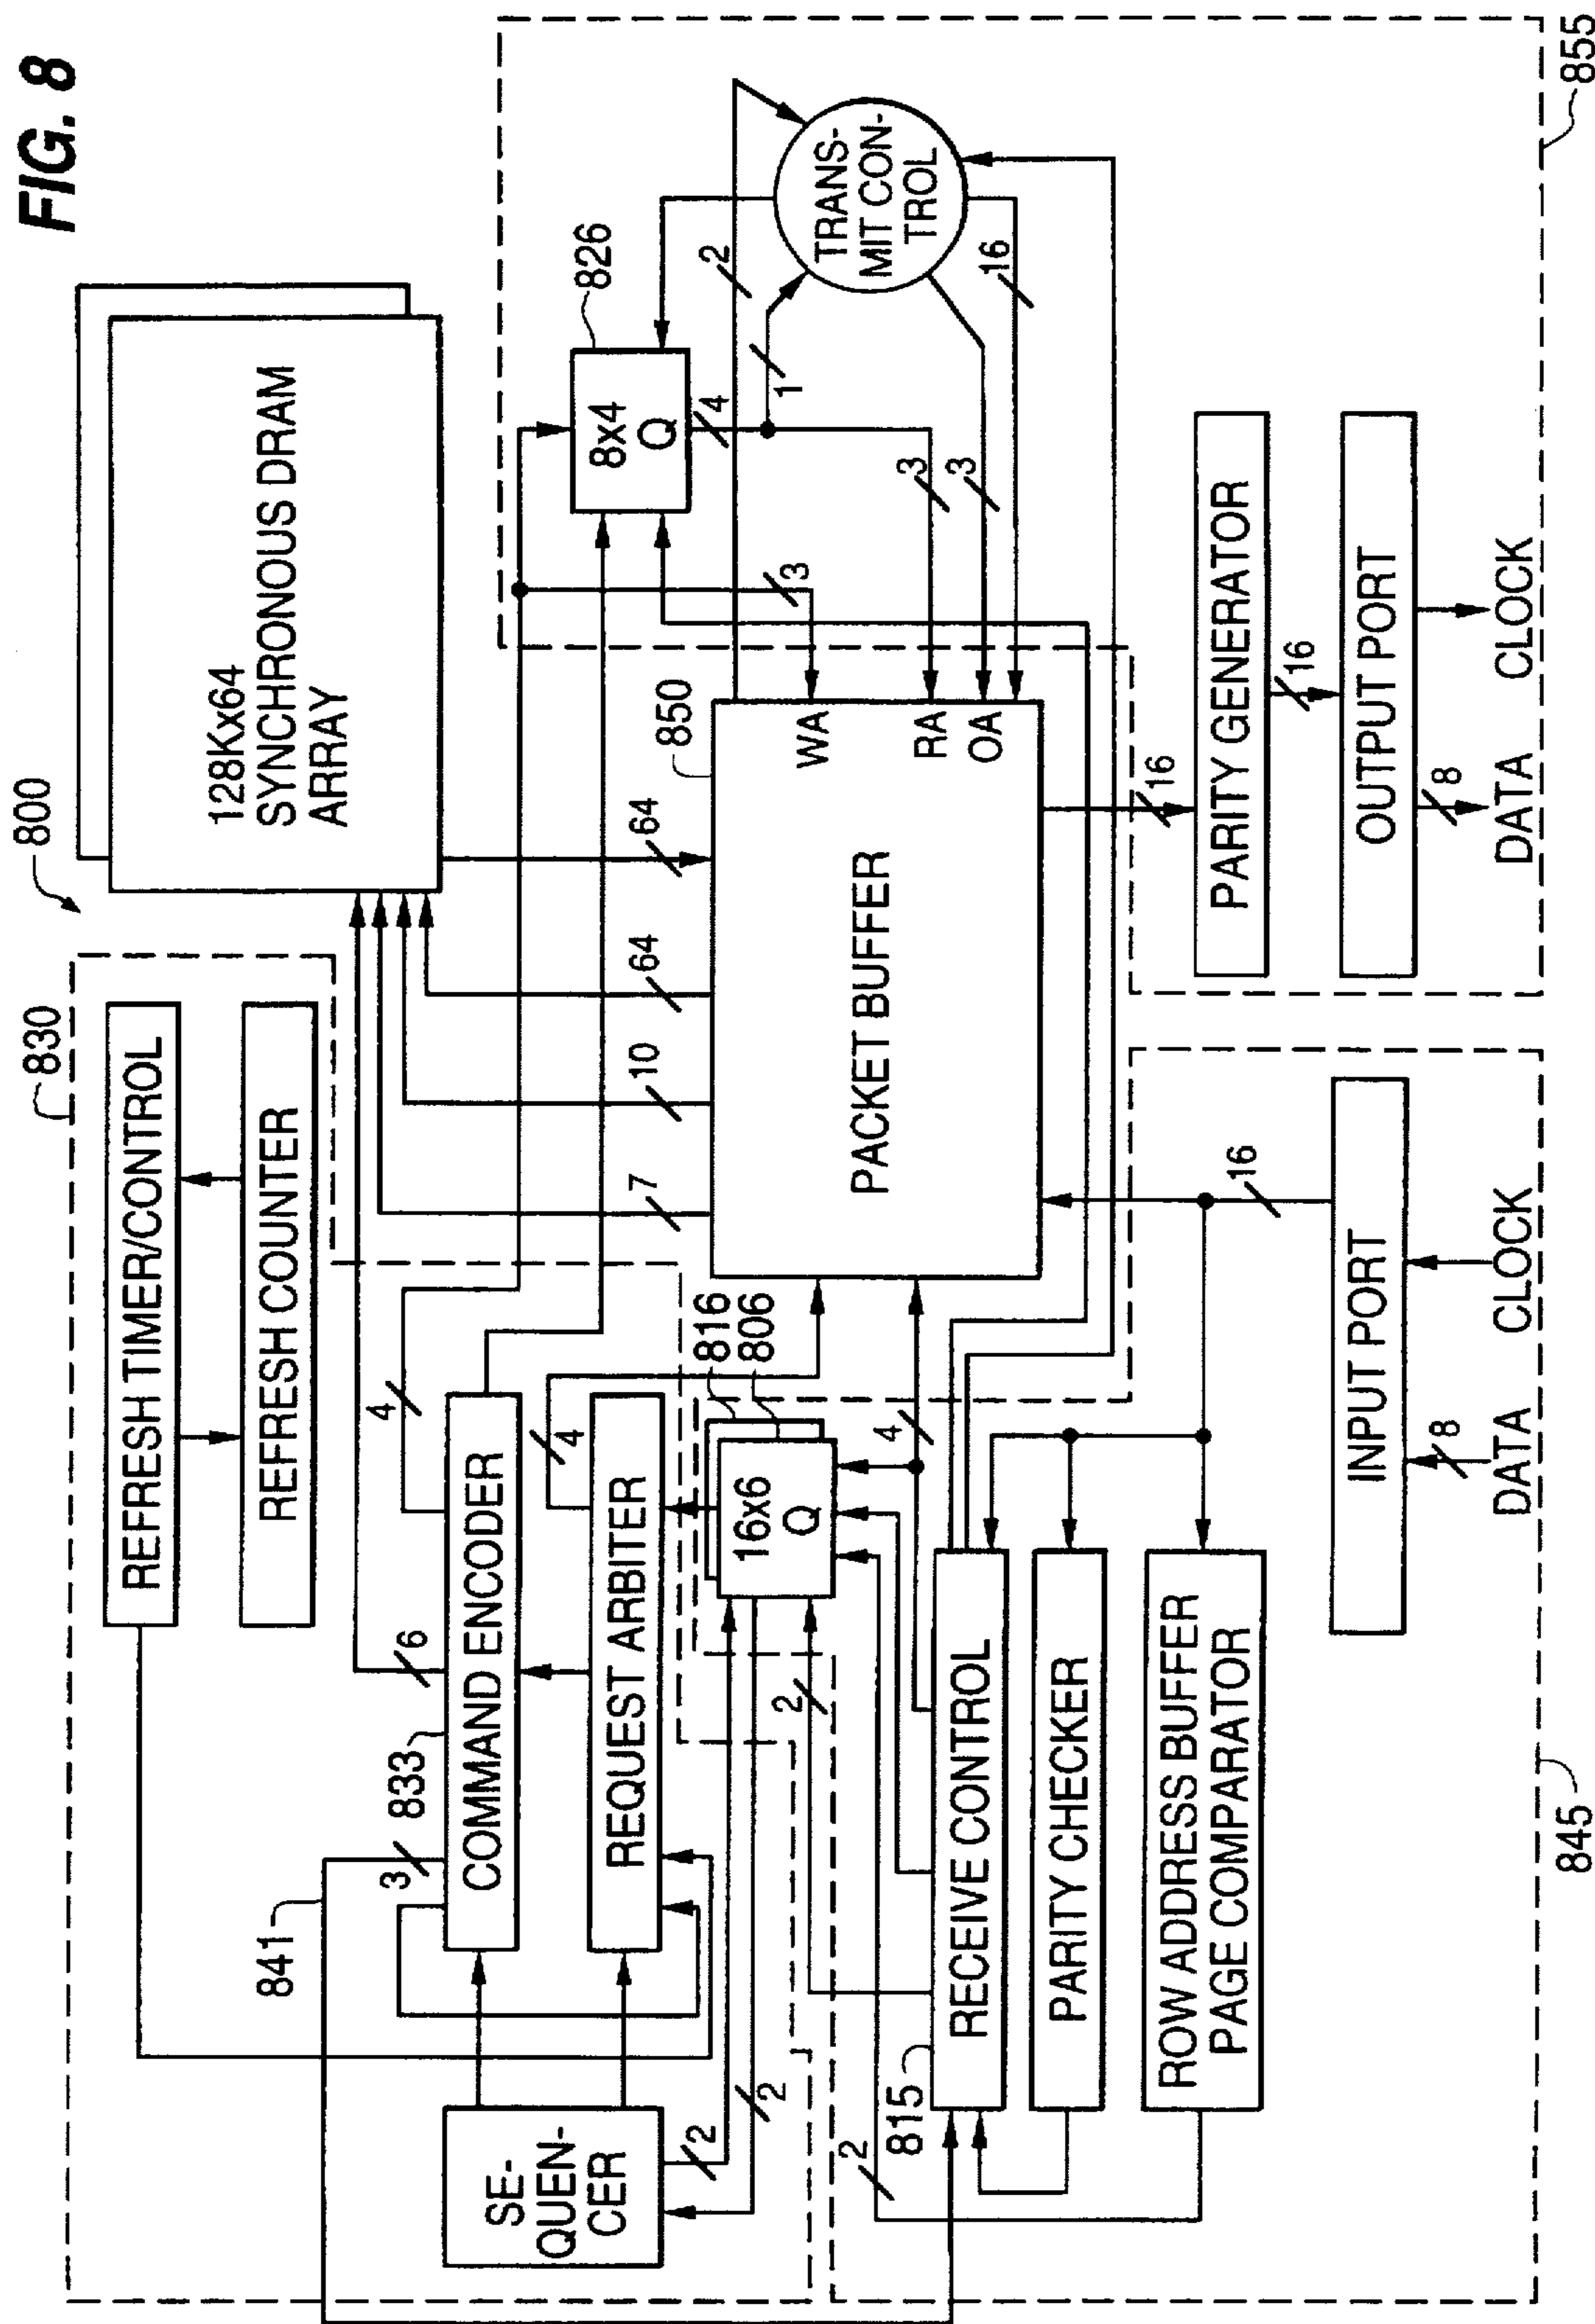 FIG. 8
800
128Kx64
SYNCHRONOUS DRAM
ARRAY
830
REFRESH TIMER/CONTROL
REFRESH COUNTER
841
3
833
COMMAND ENCODER
6
4
REQUEST ARBITER
4
SE-
QUEN-
CER
2
2
816
806
16x6
Q
7
10
64
64
850
PACKET BUFFER
WA
RA
OA
3
826
8x4
Q
4
1
2
3
3
16
TRANS-
MIT CON-
TROL
2
4
815
RECEIVE CONTROL
PARITY CHECKER
ROW ADDRESS BUFFER
PAGE COMPARATOR
2
16
INPUT PORT
8
DATA
CLOCK
845
16
PARITY GENERATOR
16
OUTPUT PORT
8
DATA
CLOCK
855